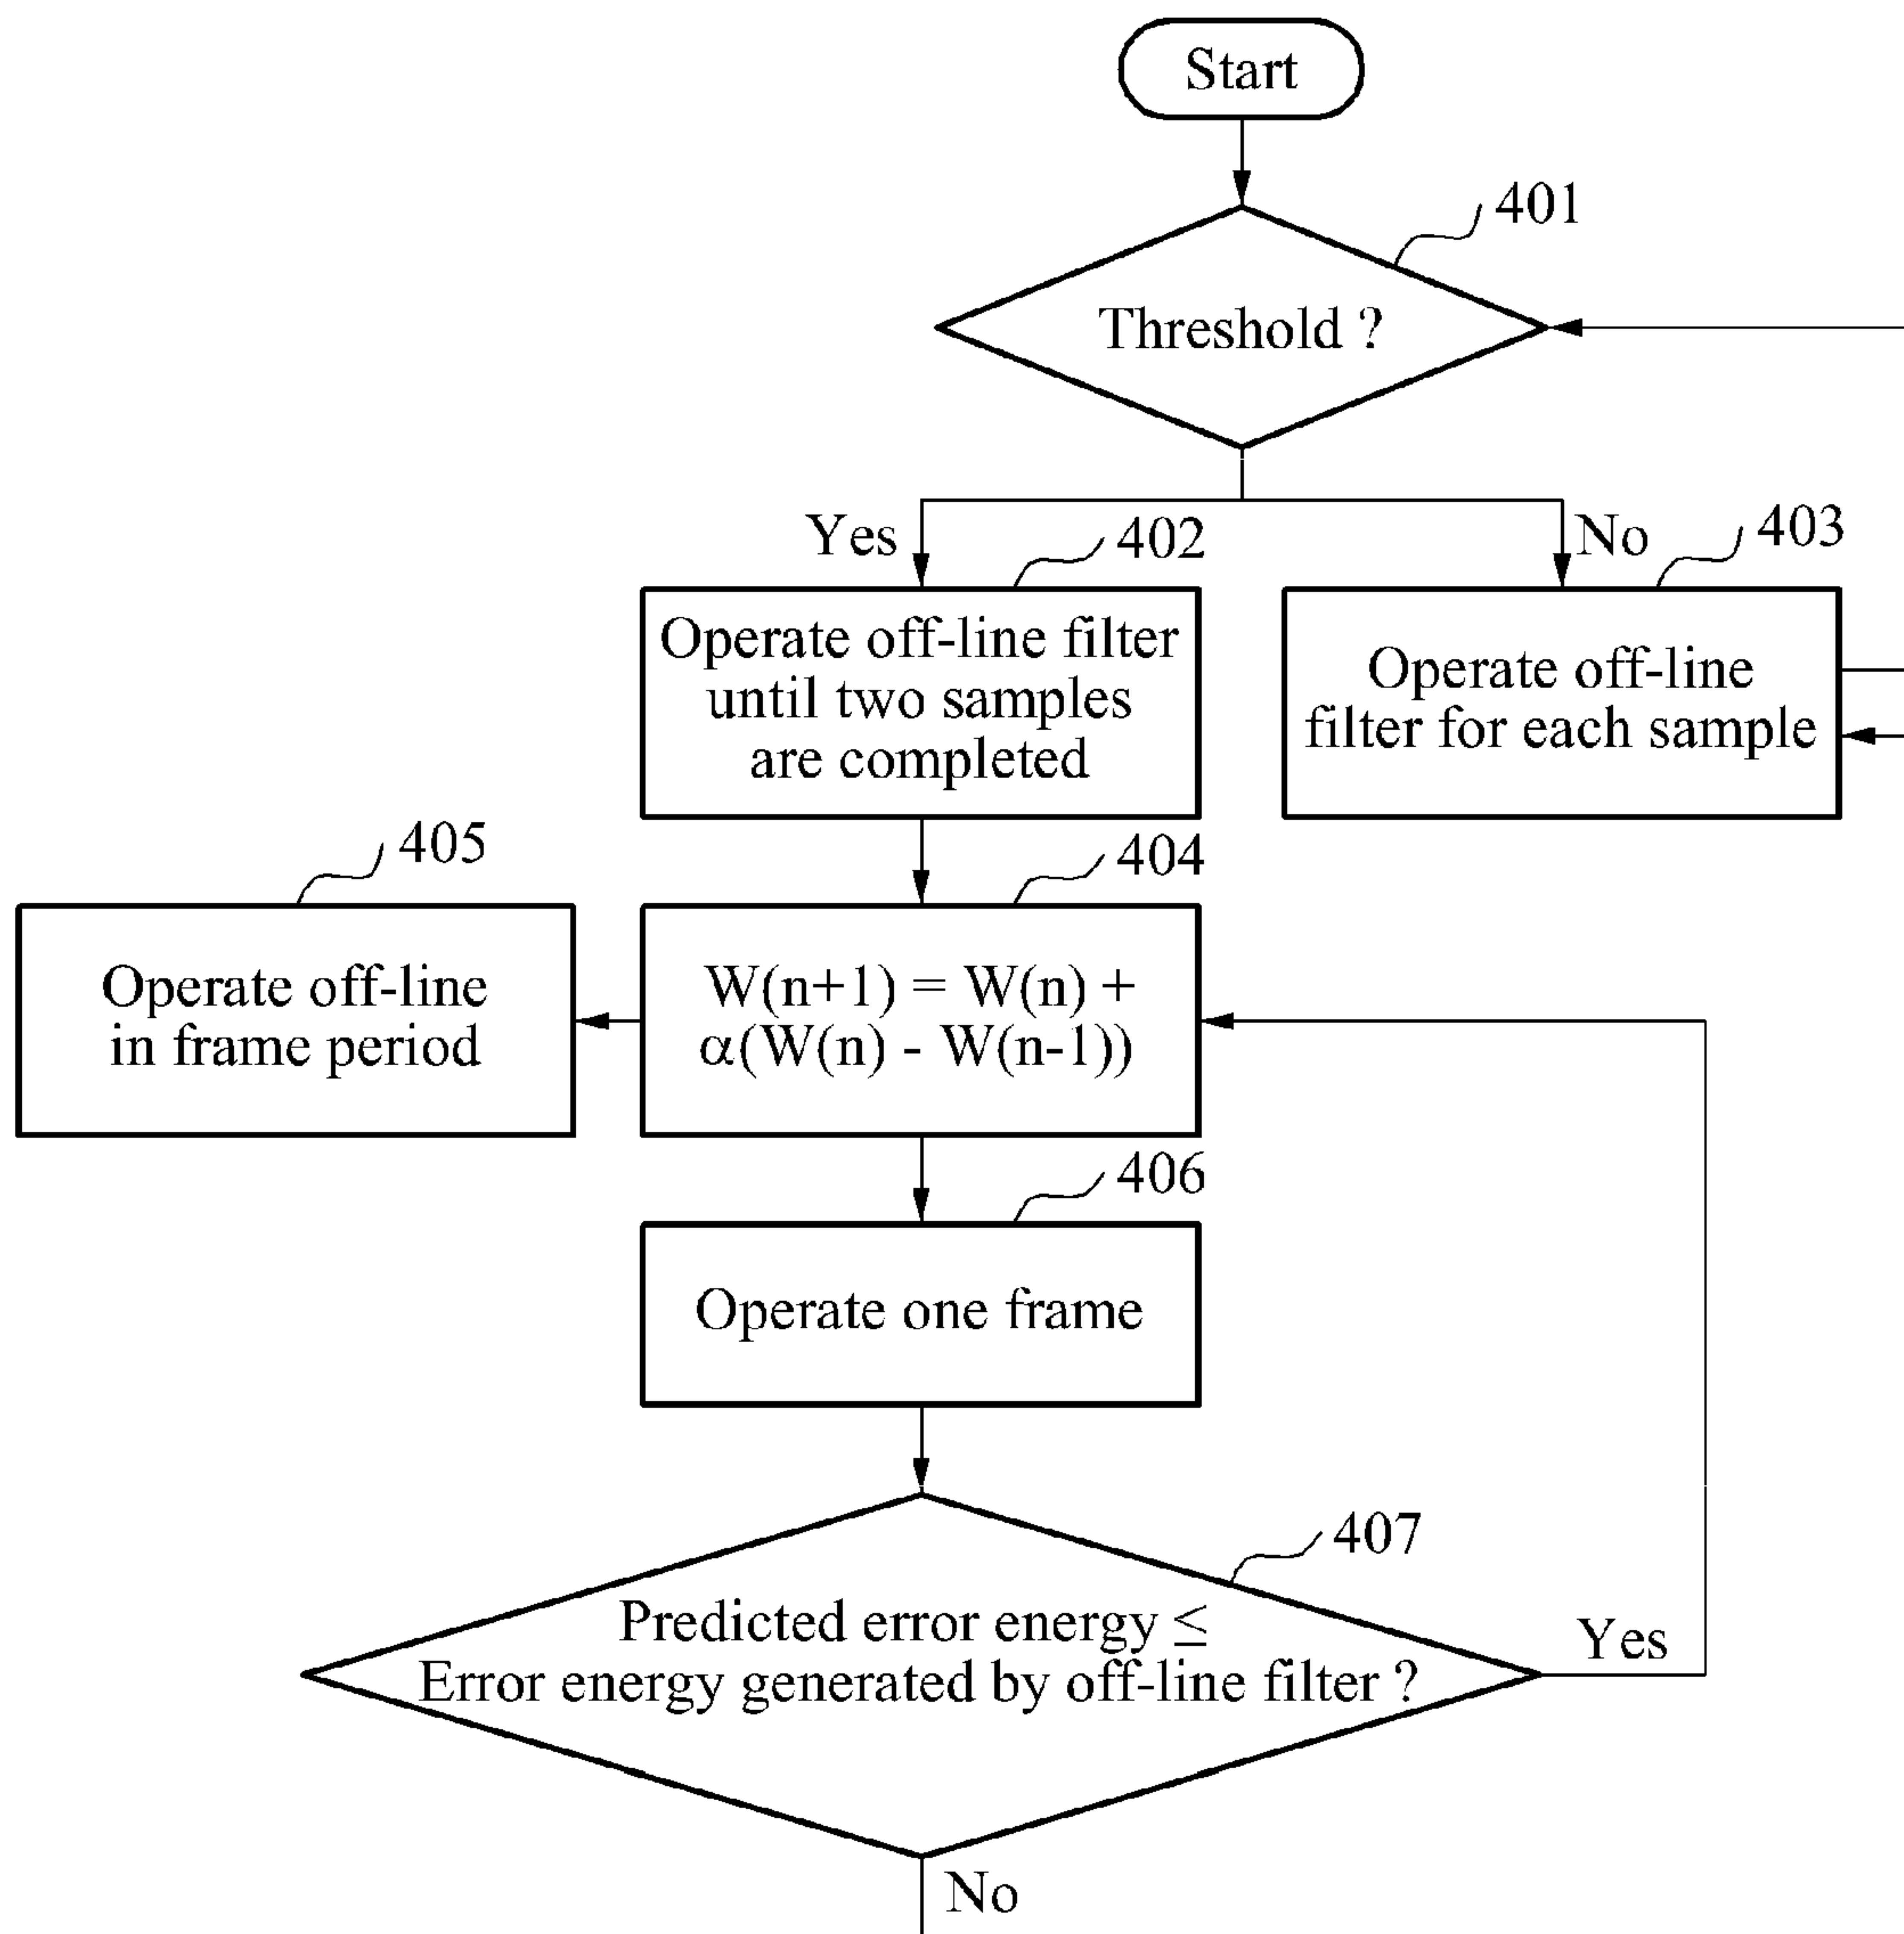 Start
401
Threshold ?
Yes
402
No
403
Operate off-line filter
until two samples
are completed
Operate off-line
filter for each sample
405
404
Operate off-line
in frame period
W(n+1) = W(n) +
α(W(n) - W(n-1))
406
Operate one frame
407
Predicted error energy ≤
Error energy generated by off-line filter ?
Yes
No